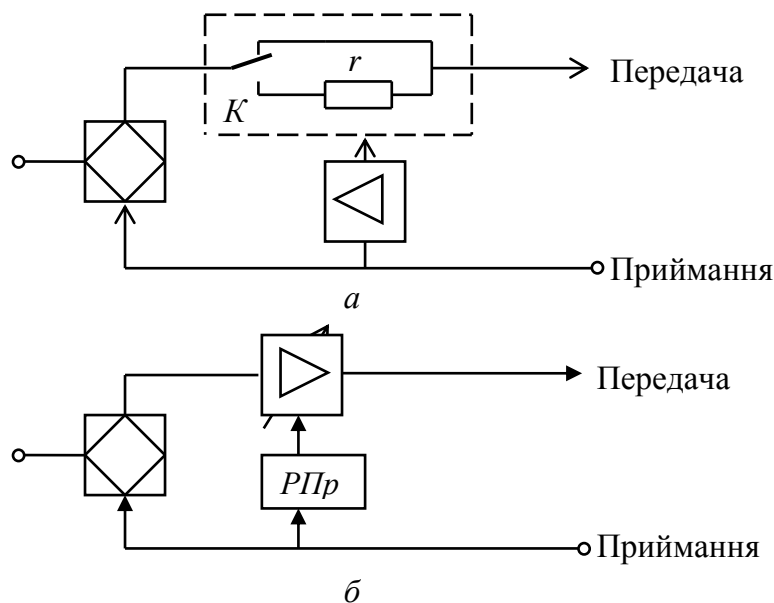 r
Передача
К
Приймання
а
Передача
РПр
Приймання
б